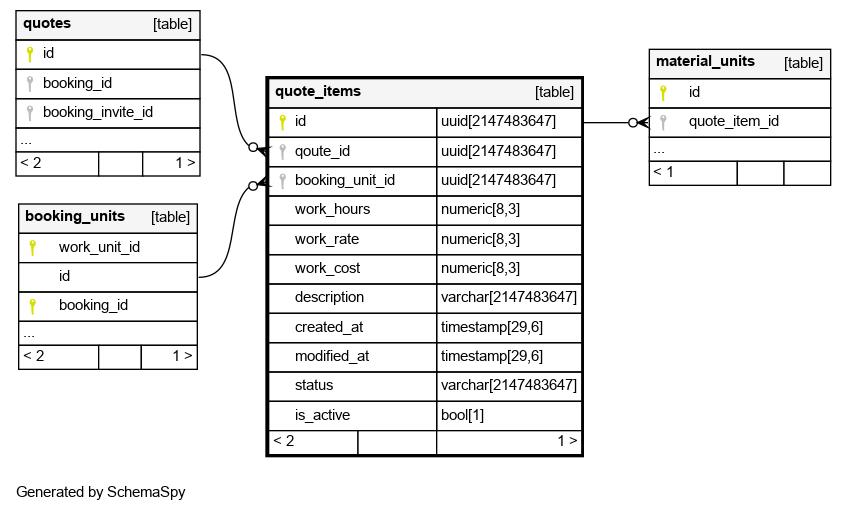 quotes [table]
id
booking_id
booking_invite_id
...
< 2 1 >
booking_units [table]
work_unit_id
id
booking_id
...
< 2 1 >
quote_items [table]
id uuid[2147483647]
qoute_id uuid[2147483647]
booking_unit_id uuid[2147483647]
work_hours numeric[8,3]
work_rate numeric[8,3]
work_cost numeric[8,3]
description varchar[2147483647]
created_at timestamp[29,6]
modified_at timestamp[29,6]
status varchar[2147483647]
is_active bool[1]
< 2 1 >
material_units [table]
id
quote_item_id
...
< 1
Generated by SchemaSpy